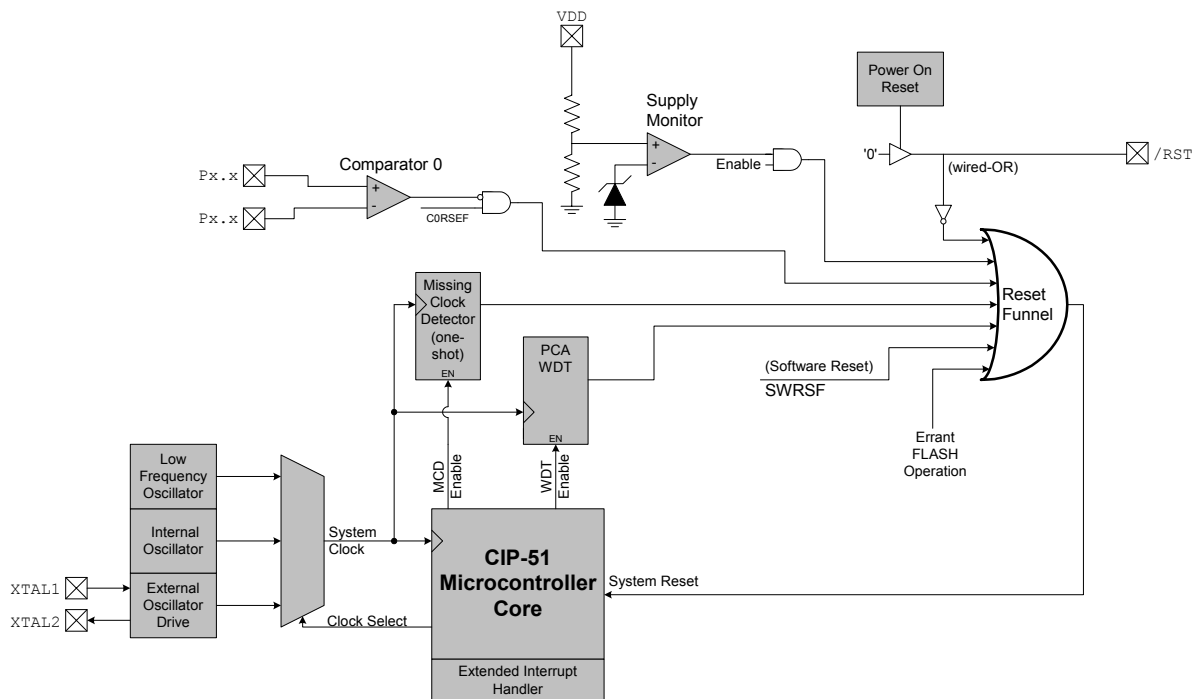 VDD
Power On
Reset
Supply
Monitor
+
-
Enable
'0'
(wired-OR)
/RST
Comparator 0
Px.x
Px.x
+
-
C0RSEF
Missing
Clock
Detector
(one-
shot)
EN
PCA
WDT
EN
Reset
Funnel
(Software Reset)
SWRSF
Errant
FLASH
Operation
Low
Frequency
Oscillator
Internal
Oscillator
External
Oscillator
Drive
XTAL1
XTAL2
System
Clock
Clock Select
MCD
Enable
WDT
Enable
CIP-51
Microcontroller
Core
System Reset
Extended Interrupt
Handler